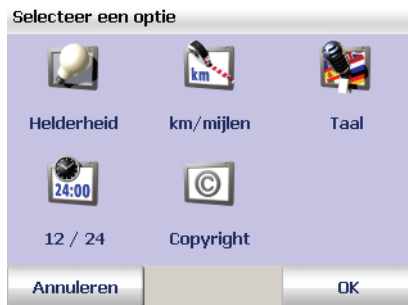 Selecteer een optie
km
Helderheid
km/mijlen
Taal
24:00
©
12 / 24
Copyright
Annuleren
OK